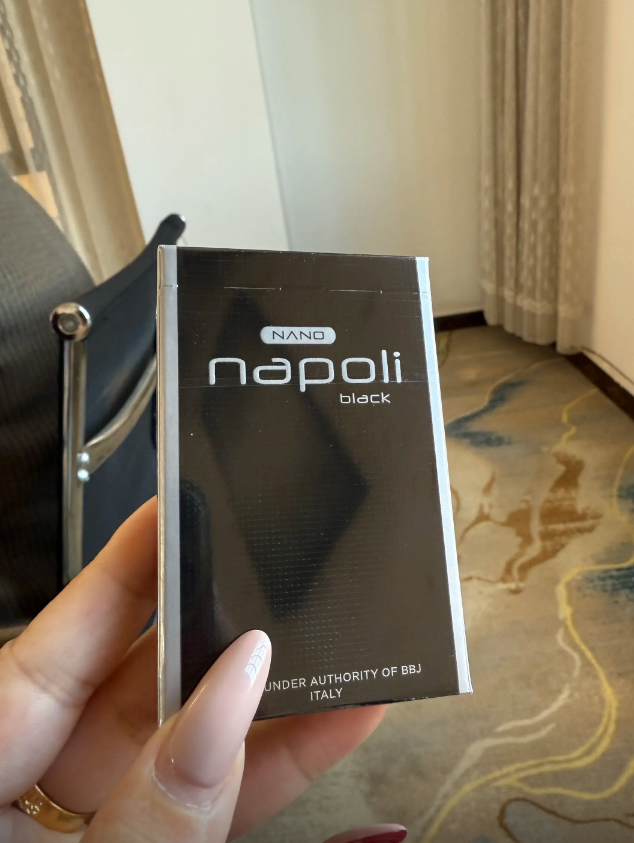 NANO
napoli
black
UNDER AUTHORITY OF BBJ
ITALY